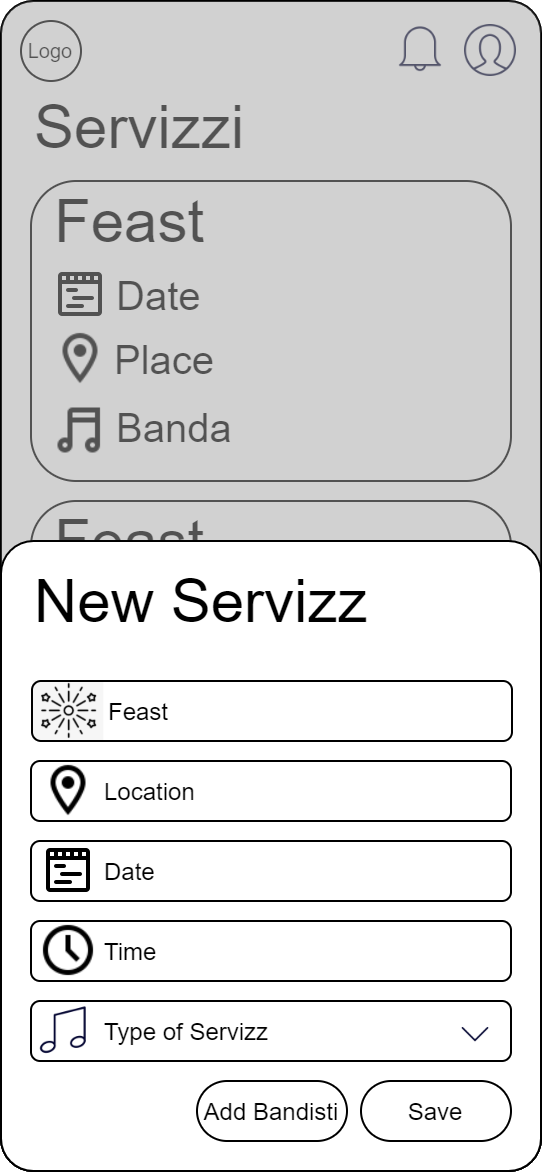 Logo
Servizzi
Feast
Date
Place
Banda
Feast
New Servizz
Feast
Location
Date
Time
Type of Servizz
Add Bandisti Save